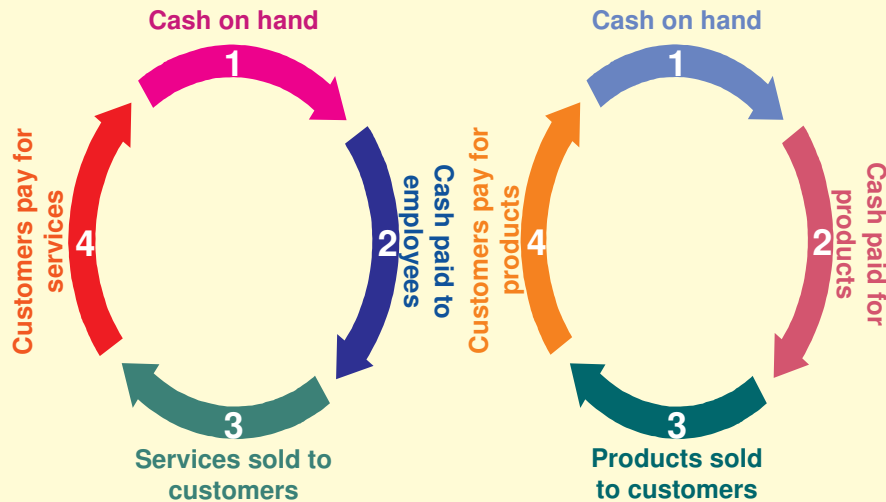 Cash on hand
1
Cash paid to
employees
2
3
Services sold to
customers
Customers pay for
services
4
Cash on hand
1
Cash paid for
products
2
3
Products sold
to customers
Customers pay for
products
4